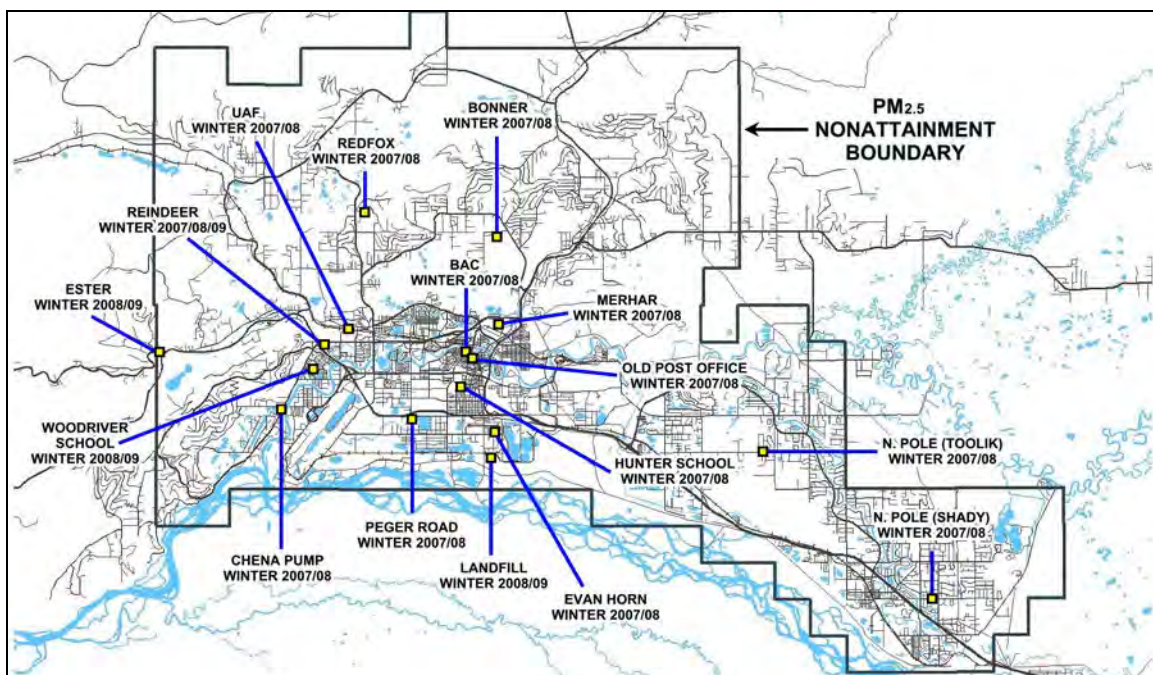 UAF
WINTER 2007/08
REDFOX
WINTER 2007/08
BONNER
WINTER 2007/08
PM2.5
NONATTAINMENT
BOUNDARY
REINDEER
WINTER 2007/08/09
BAC
WINTER 2007/08
ESTER
WINTER 2008/09
MERHAR
WINTER 2007/08
OLD POST OFFICE
WINTER 2007/08
WOODRIVER
SCHOOL
WINTER 2008/09
HUNTER SCHOOL
WINTER 2007/08
N. POLE (TOOLIK)
WINTER 2007/08
N. POLE (SHADY)
WINTER 2007/08
PEGER ROAD
WINTER 2007/08
CHENA PUMP
WINTER 2007/08
LANDFILL
WINTER 2008/09
EVAN HORN
WINTER 2007/08